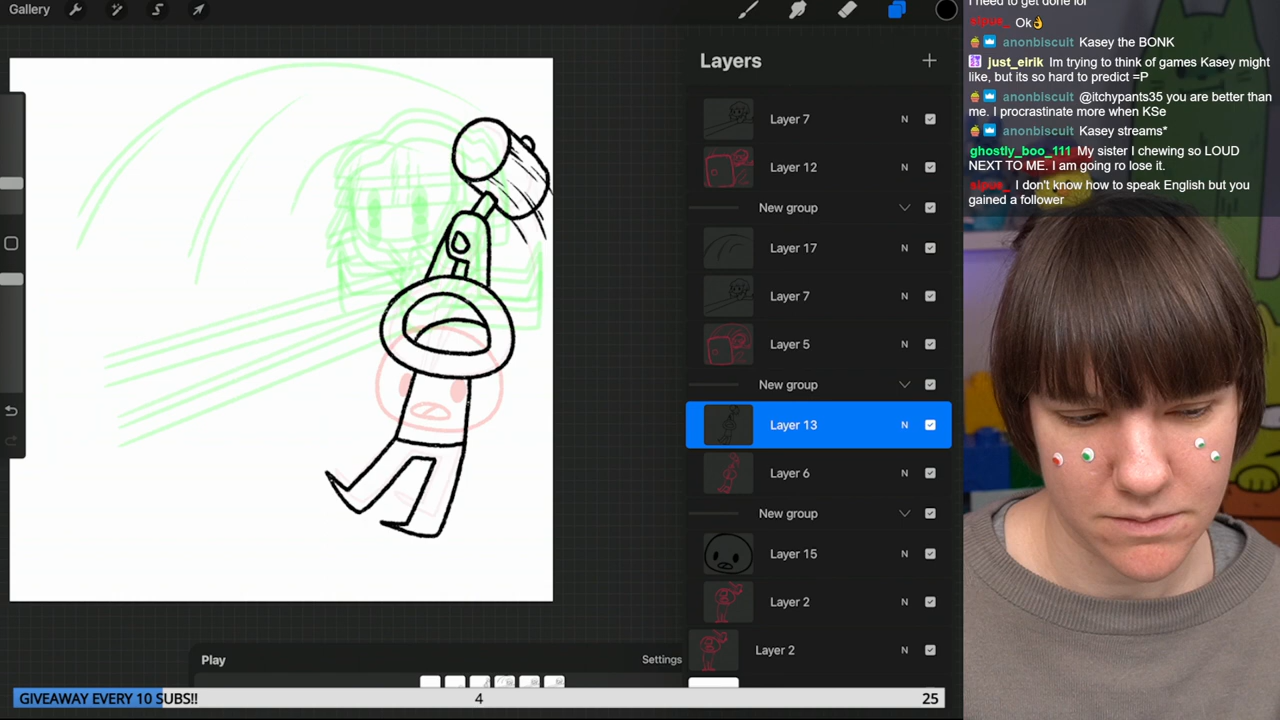 Gallery
Layers
Layer 7 N
Layer 12 N
New group
Layer 17 N
Layer 7 N
Layer 5 N
New group
Layer 13 N
Layer 6 N
New group
Layer 15 N
Layer 2 N
Layer 2 N
Play Settings
GIVEAWAY EVERY 10 SUBS!! 4 25
I need to get done lol
Ok👌
anonbiscuit Kasey the BONK
just_eirik Im trying to think of games Kasey might
like, but its so hard to predict =P
anonbiscuit @itchypants35 you are better than
me. I procrastinate more when KSe
anonbiscuit Kasey streams*
ghostly_boo_111 My sister I chewing so LOUD
NEXT TO ME. I am going ro lose it.
I don't know how to speak English but you
gained a follower